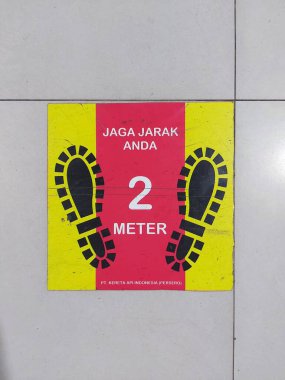 JAGA JARAK
ANDA
2
METER
PT. KERETA API INDONESIA (PERSERO)